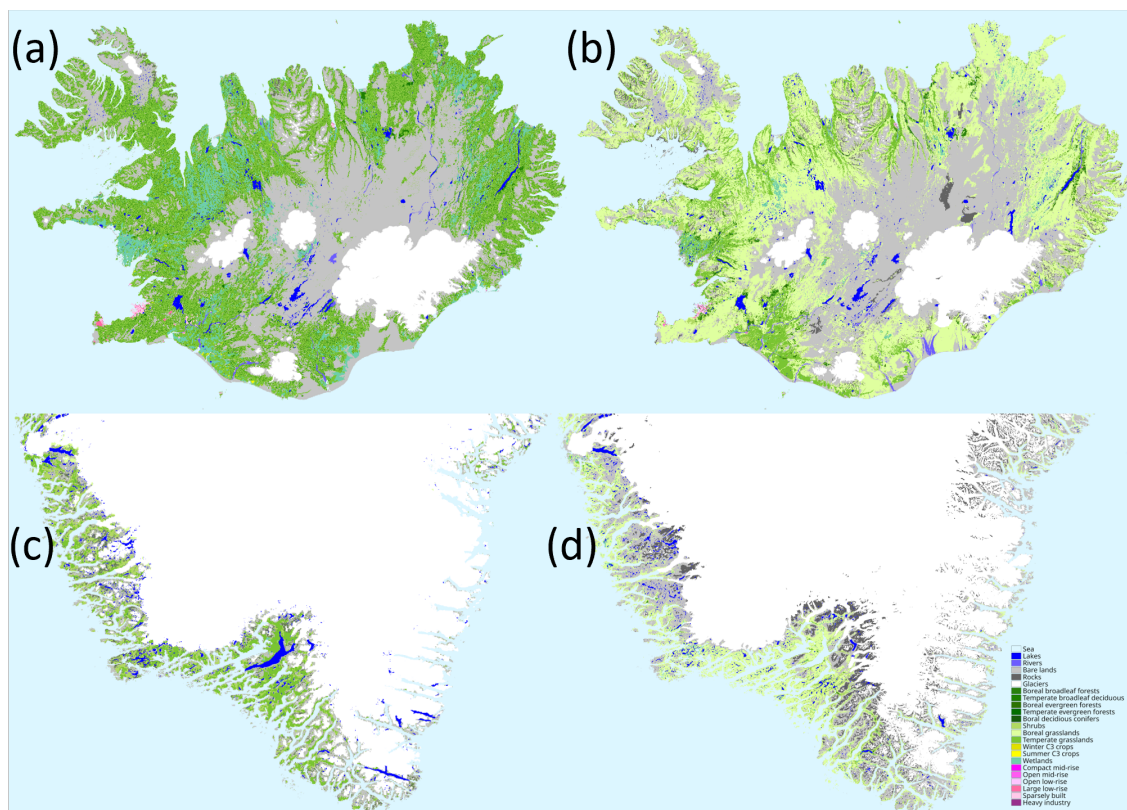 (a)
(b)
(c)
(d)
Sea
Lakes
Rivers
Bare lands
Rocks
Glaciers
Boreal broadleaf forests
Temperate broadleaf deciduous
Boreal evergreen forests
Temperate evergreen forests
Boral decidious conifers
Shrubs
Boreal grasslands
Temperate grasslands
Winter C3 crops
Summer C3 crops
Wetlands
Compact mid-rise
Open mid-rise
Open low-rise
Large low-rise
Sparsely built
Heavy industry